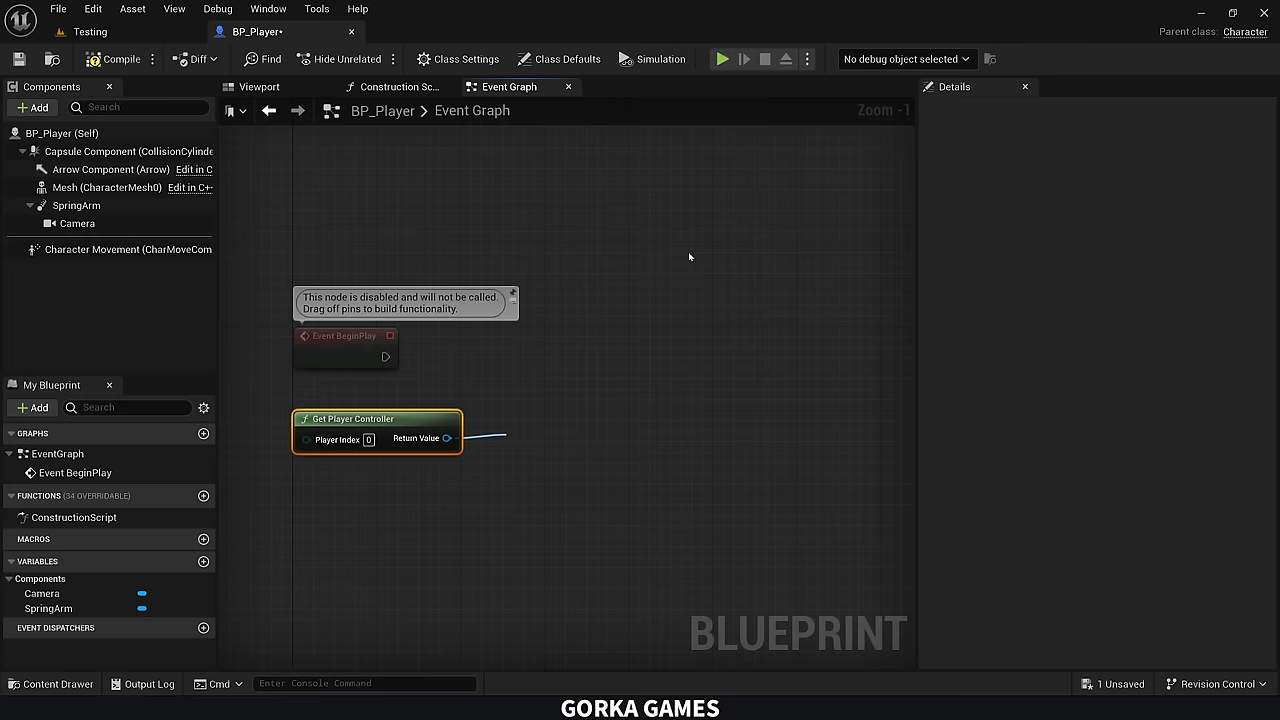 File Edit Asset View Debug Window Tools Help
Testing
BP_Player•
Parent class: Character
Compile
Diff
Find
Hide Unrelated
Class Settings
Class Defaults
Simulation
No debug object selected
Components
Add
Search
BP_Player (Self)
Capsule Component (CollisionCylinde
Arrow Component (Arrow) Edit in C
Mesh (CharacterMesh0) Edit in C+
SpringArm
Camera
Character Movement (CharMoveCom
My Blueprint
Add
Search
GRAPHS
EventGraph
Event BeginPlay
FUNCTIONS (34 OVERRIDABLE)
ConstructionScript
MACROS
VARIABLES
Components
Camera
SpringArm
EVENT DISPATCHERS
Viewport
Construction Sc...
Event Graph
BP_Player > Event Graph
Zoom -1
This node is disabled and will not be called.
Drag off pins to build functionality.
Event BeginPlay
Get Player Controller
Player Index 0 Return Value
BLUEPRINT
Details
Content Drawer
Output Log
Cmd
Enter Console Command
1 Unsaved
Revision Control
GORKA GAMES